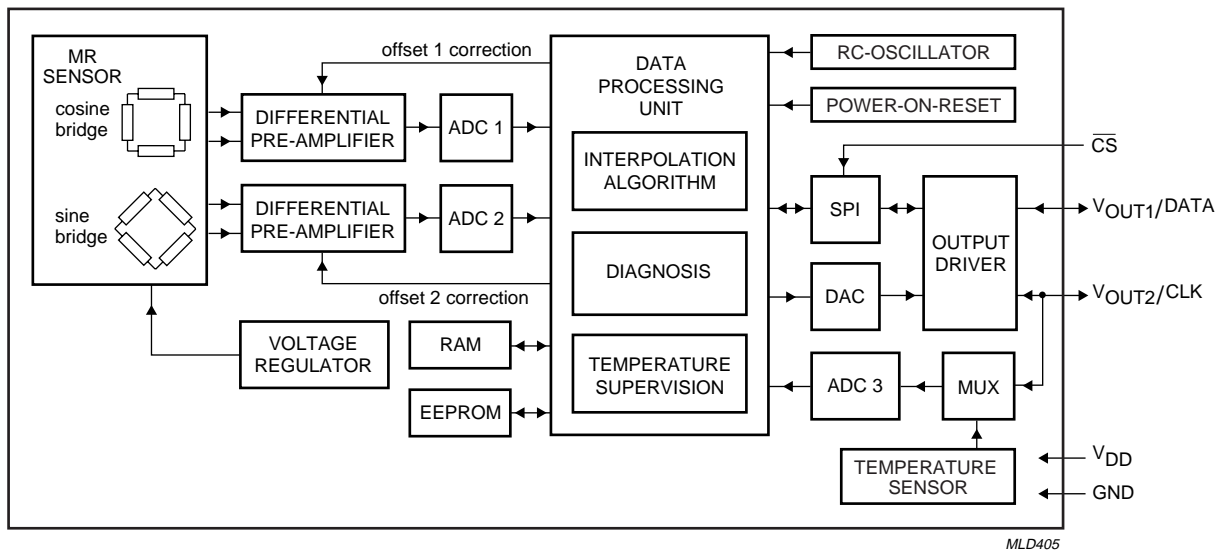 MR
SENSOR
cosine
bridge
sine
bridge
offset 1 correction
DIFFERENTIAL
PRE-AMPLIFIER
ADC 1
DIFFERENTIAL
PRE-AMPLIFIER
ADC 2
offset 2 correction
VOLTAGE
REGULATOR
RAM
EEPROM
DATA
PROCESSING
UNIT
INTERPOLATION
ALGORITHM
DIAGNOSIS
TEMPERATURE
SUPERVISION
RC-OSCILLATOR
POWER-ON-RESET
SPI
DAC
OUTPUT
DRIVER
ADC 3
MUX
TEMPERATURE
SENSOR
C̅S̅
VOUT1/DATA
VOUT2/CLK
VDD
GND
MLD405